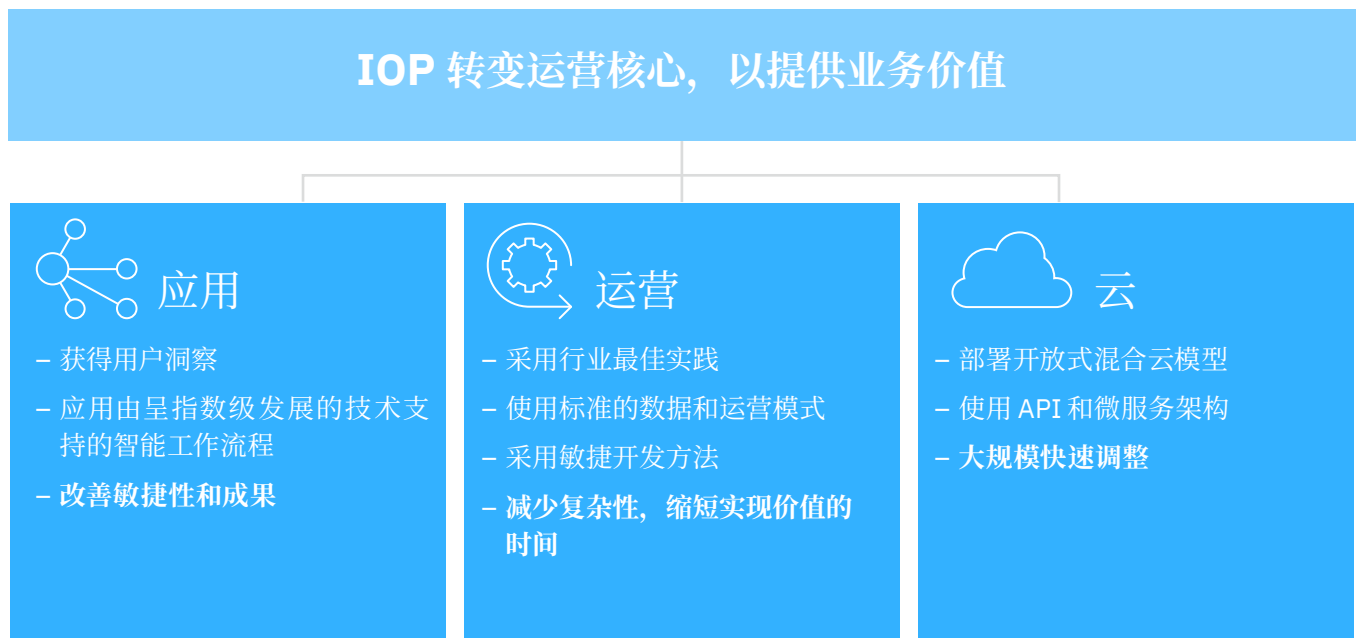 IOP 转变运营核心，以提供业务价值
应用
– 获得用户洞察
– 应用由呈指数级发展的技术支
持的智能工作流程
– 改善敏捷性和成果
运营
– 采用行业最佳实践
– 使用标准的数据和运营模式
– 采用敏捷开发方法
– 减少复杂性，缩短实现价值的
时间
云
– 部署开放式混合云模型
– 使用 API 和微服务架构
– 大规模快速调整